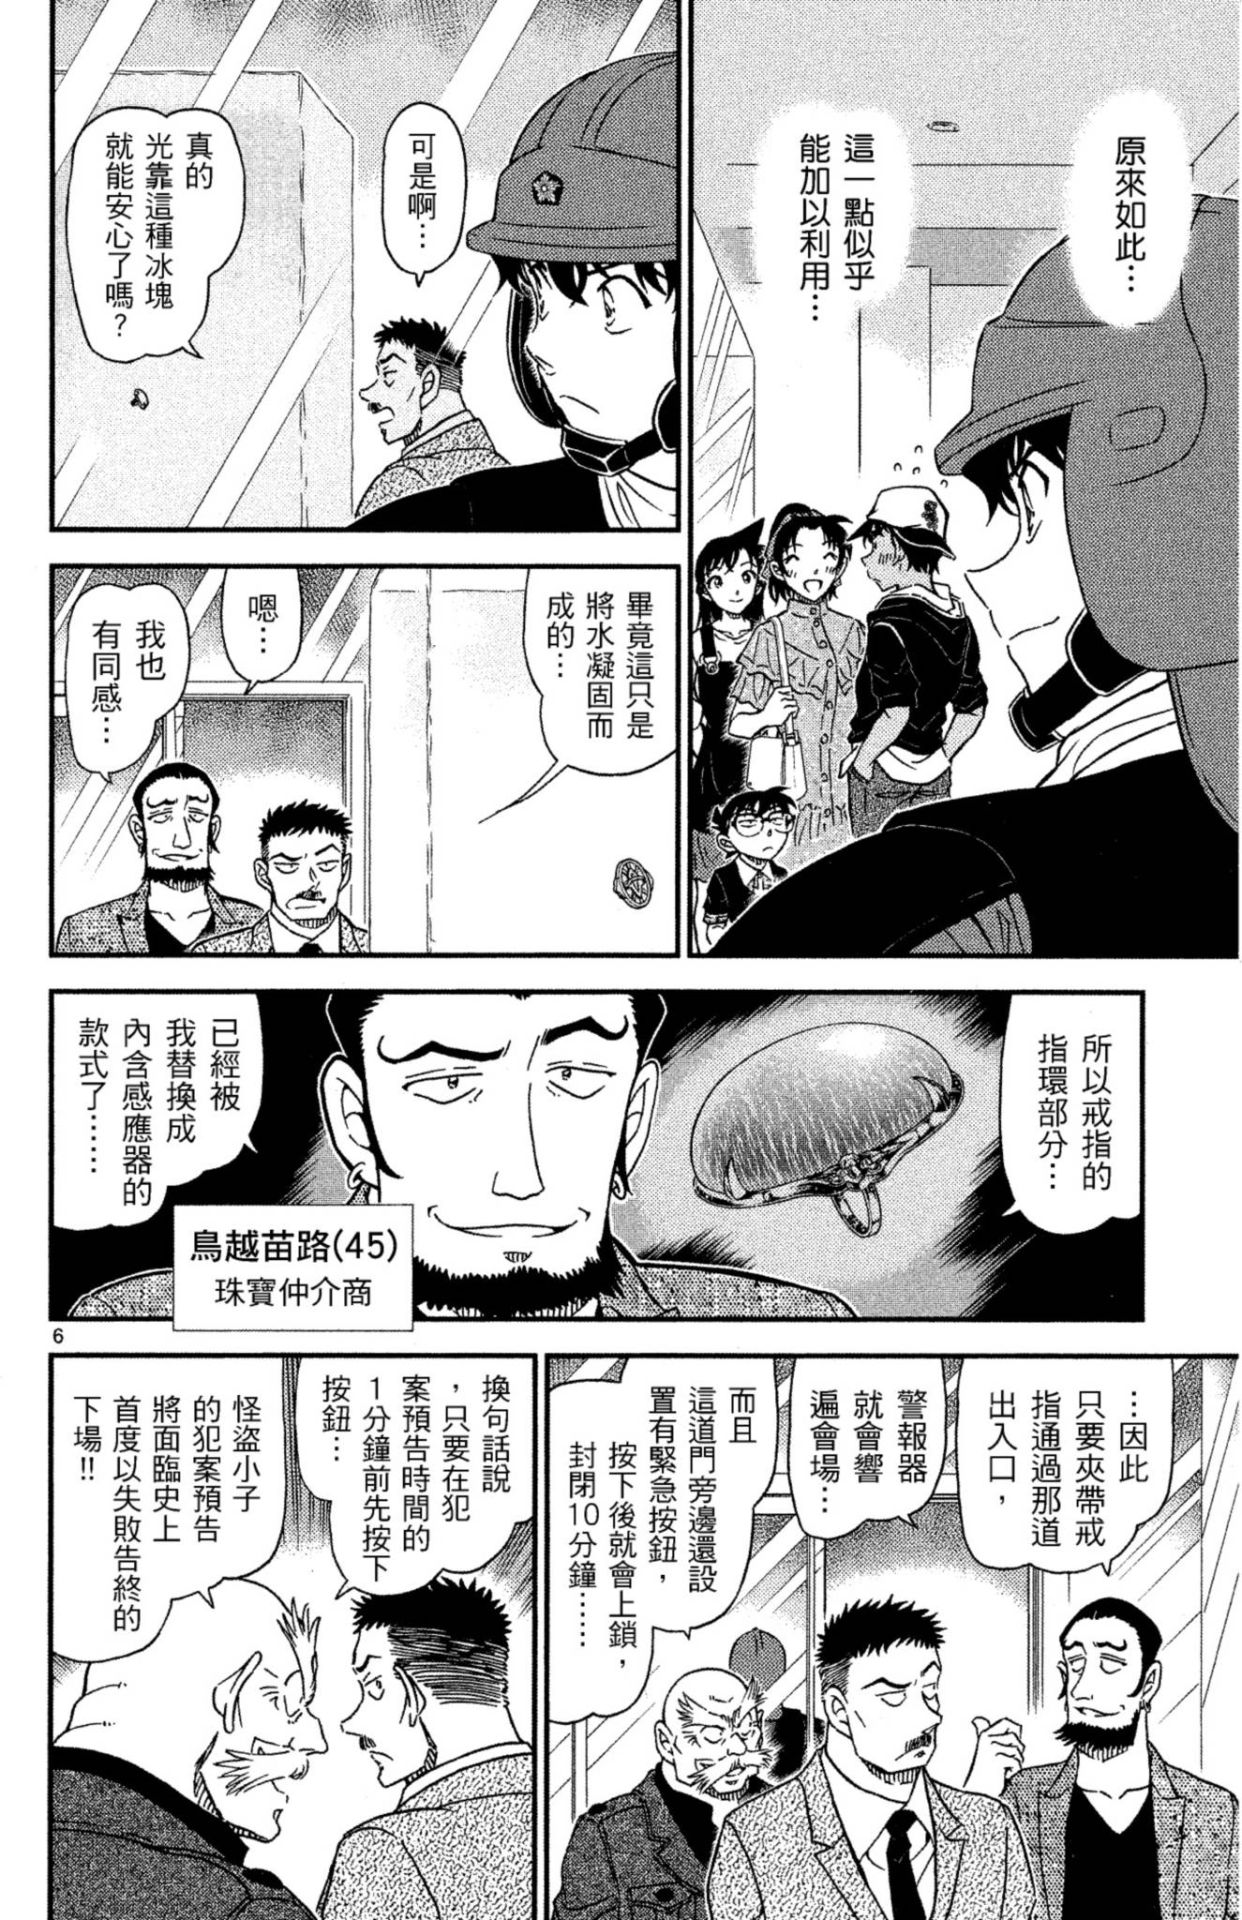 原來如此…
這一點似乎
能加以利用…
可是啊…
真的
光靠這種冰塊
就能安心了嗎？
畢竟這只是
將水凝固而
成的…
嗯…
我也
有同感…
所以戒指的
指環部分…
已經被
我替換成
內含感應器的
款式了……
鳥越苗路(45)
珠寶仲介商
6
…因此
只要夾帶戒
指通過那道
出入口，
警報器
就會響
遍會場…
而且
這道門旁邊還設
置有緊急按鈕，
按下後就會上鎖
封閉10分鐘……
換句話說
，只要在犯
案預告時間的
1分鐘前先按下
按鈕…
怪盜小子
的犯案預告
將面臨史上
首度以失敗告終的
下場!!